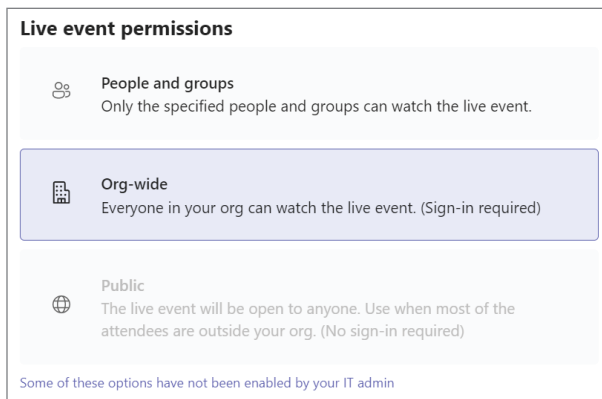 Live event permissions
People and groups
Only the specified people and groups can watch the live event.
Org-wide
Everyone in your org can watch the live event. (Sign-in required)
Public
The live event will be open to anyone. Use when most of the
attendees are outside your org. (No sign-in required)
Some of these options have not been enabled by your IT admin